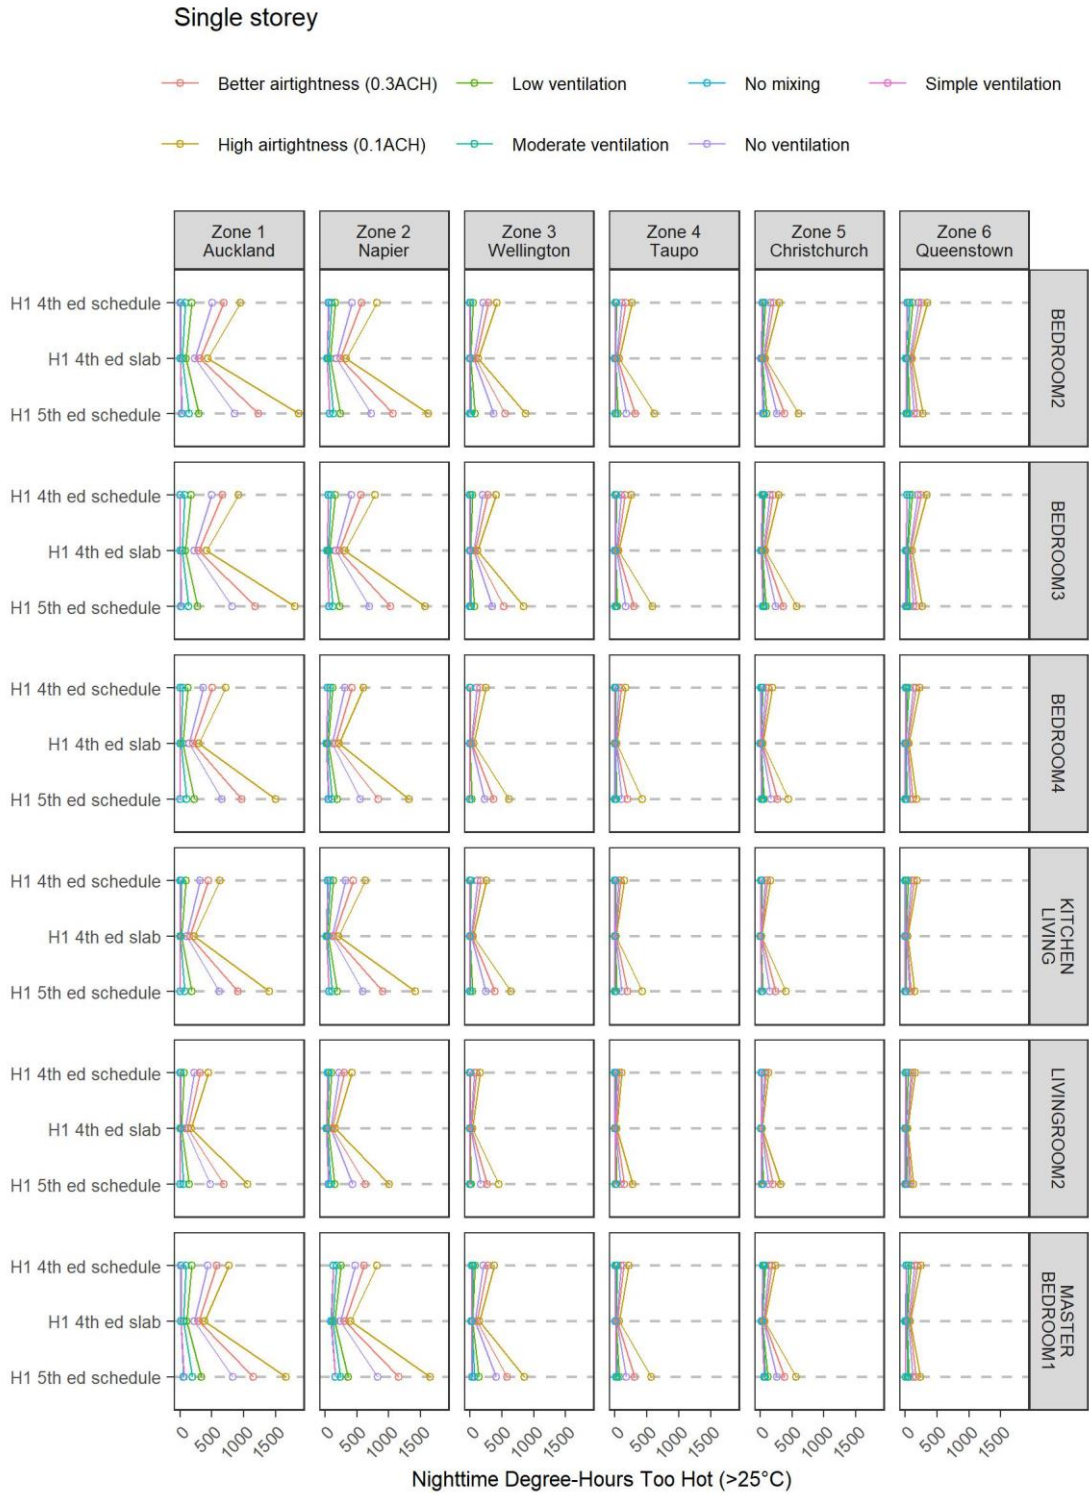 Single storey
Better airtightness (0.3ACH) Low ventilation No mixing Simple ventilation
High airtightness (0.1ACH) Moderate ventilation No ventilation
Zone 1 Zone 2 Zone 3 Zone 4 Zone 5 Zone 6
Auckland Napier Wellington Taupo Christchurch Queenstown
H1 4th ed schedule
H1 4th ed slab
H1 5th ed schedule
BEDROOM2
H1 4th ed schedule
H1 4th ed slab
H1 5th ed schedule
BEDROOM3
H1 4th ed schedule
H1 4th ed slab
H1 5th ed schedule
BEDROOM4
H1 4th ed schedule
H1 4th ed slab
H1 5th ed schedule
KITCHEN
LIVING
H1 4th ed schedule
H1 4th ed slab
H1 5th ed schedule
LIVINGROOM2
H1 4th ed schedule
H1 4th ed slab
H1 5th ed schedule
MASTER
BEDROOM1
0 500 1000 1500 0 500 1000 1500 0 500 1000 1500 0 500 1000 1500 0 500 1000 1500 0 500 1000 1500
Nighttime Degree-Hours Too Hot (>25°C)